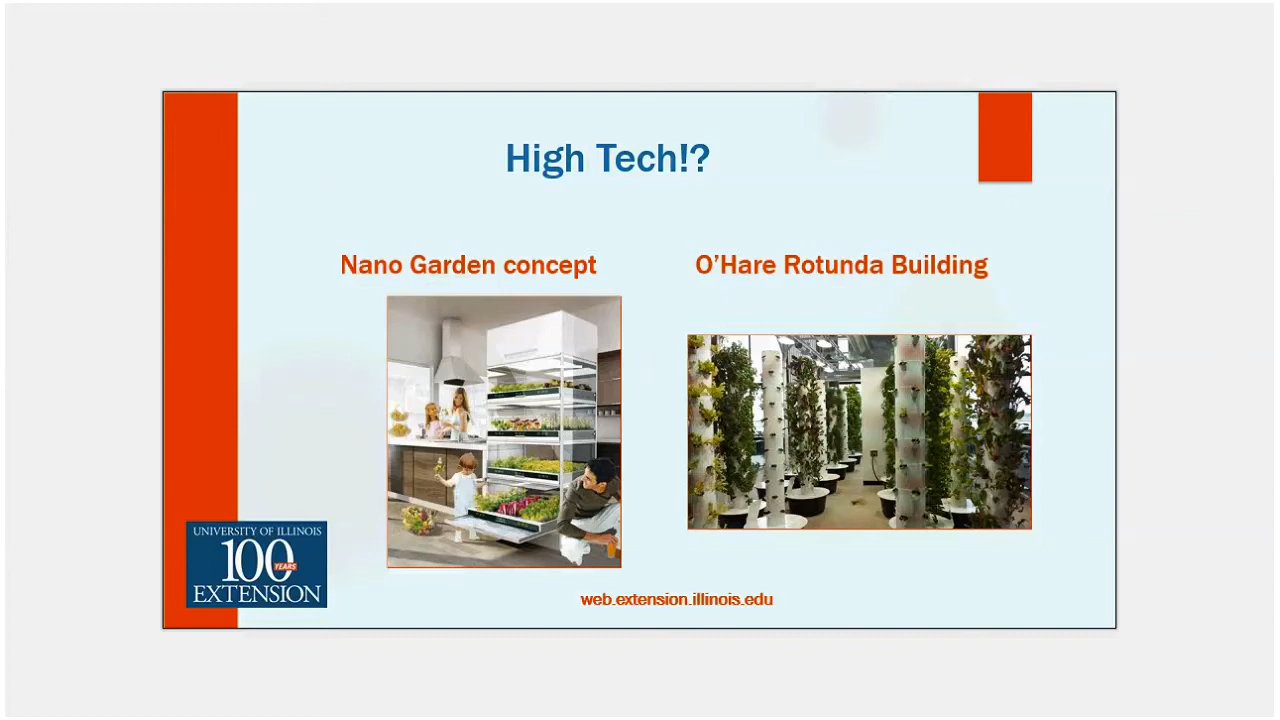 High Tech!?
Nano Garden concept
O’Hare Rotunda Building
UNIVERSITY OF ILLINOIS
100
YEARS
EXTENSION
web.extension.illinois.edu